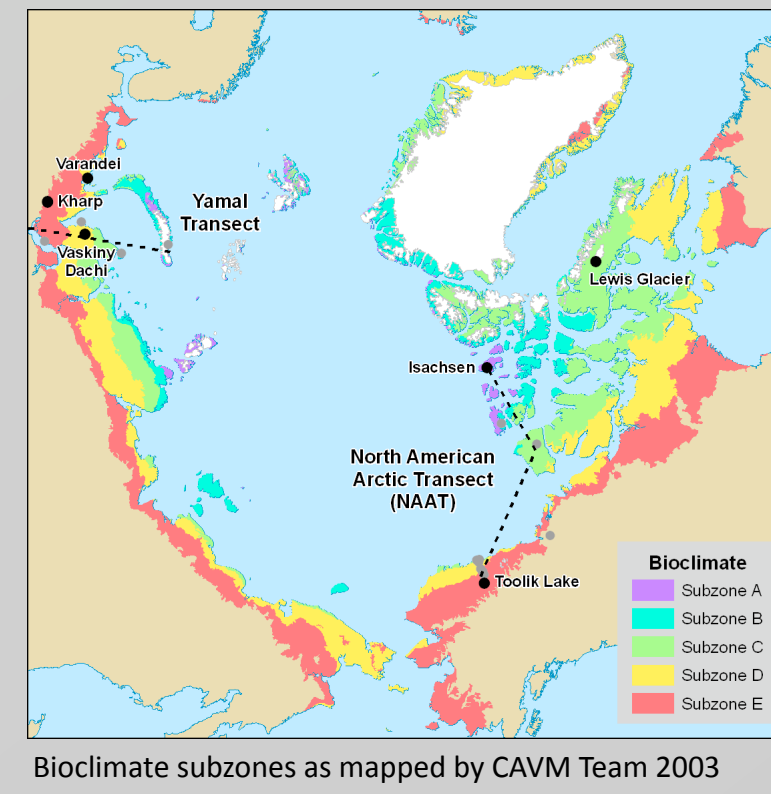 Varandei
Kharp
Yamal
Transect
Vaskiny
Dachi
Lewis Glacier
Isachsen
North American
Arctic Transect
(NAAT)
Toolik Lake
Bioclimate
Subzone A
Subzone B
Subzone C
Subzone D
Subzone E
Bioclimate subzones as mapped by CAVM Team 2003